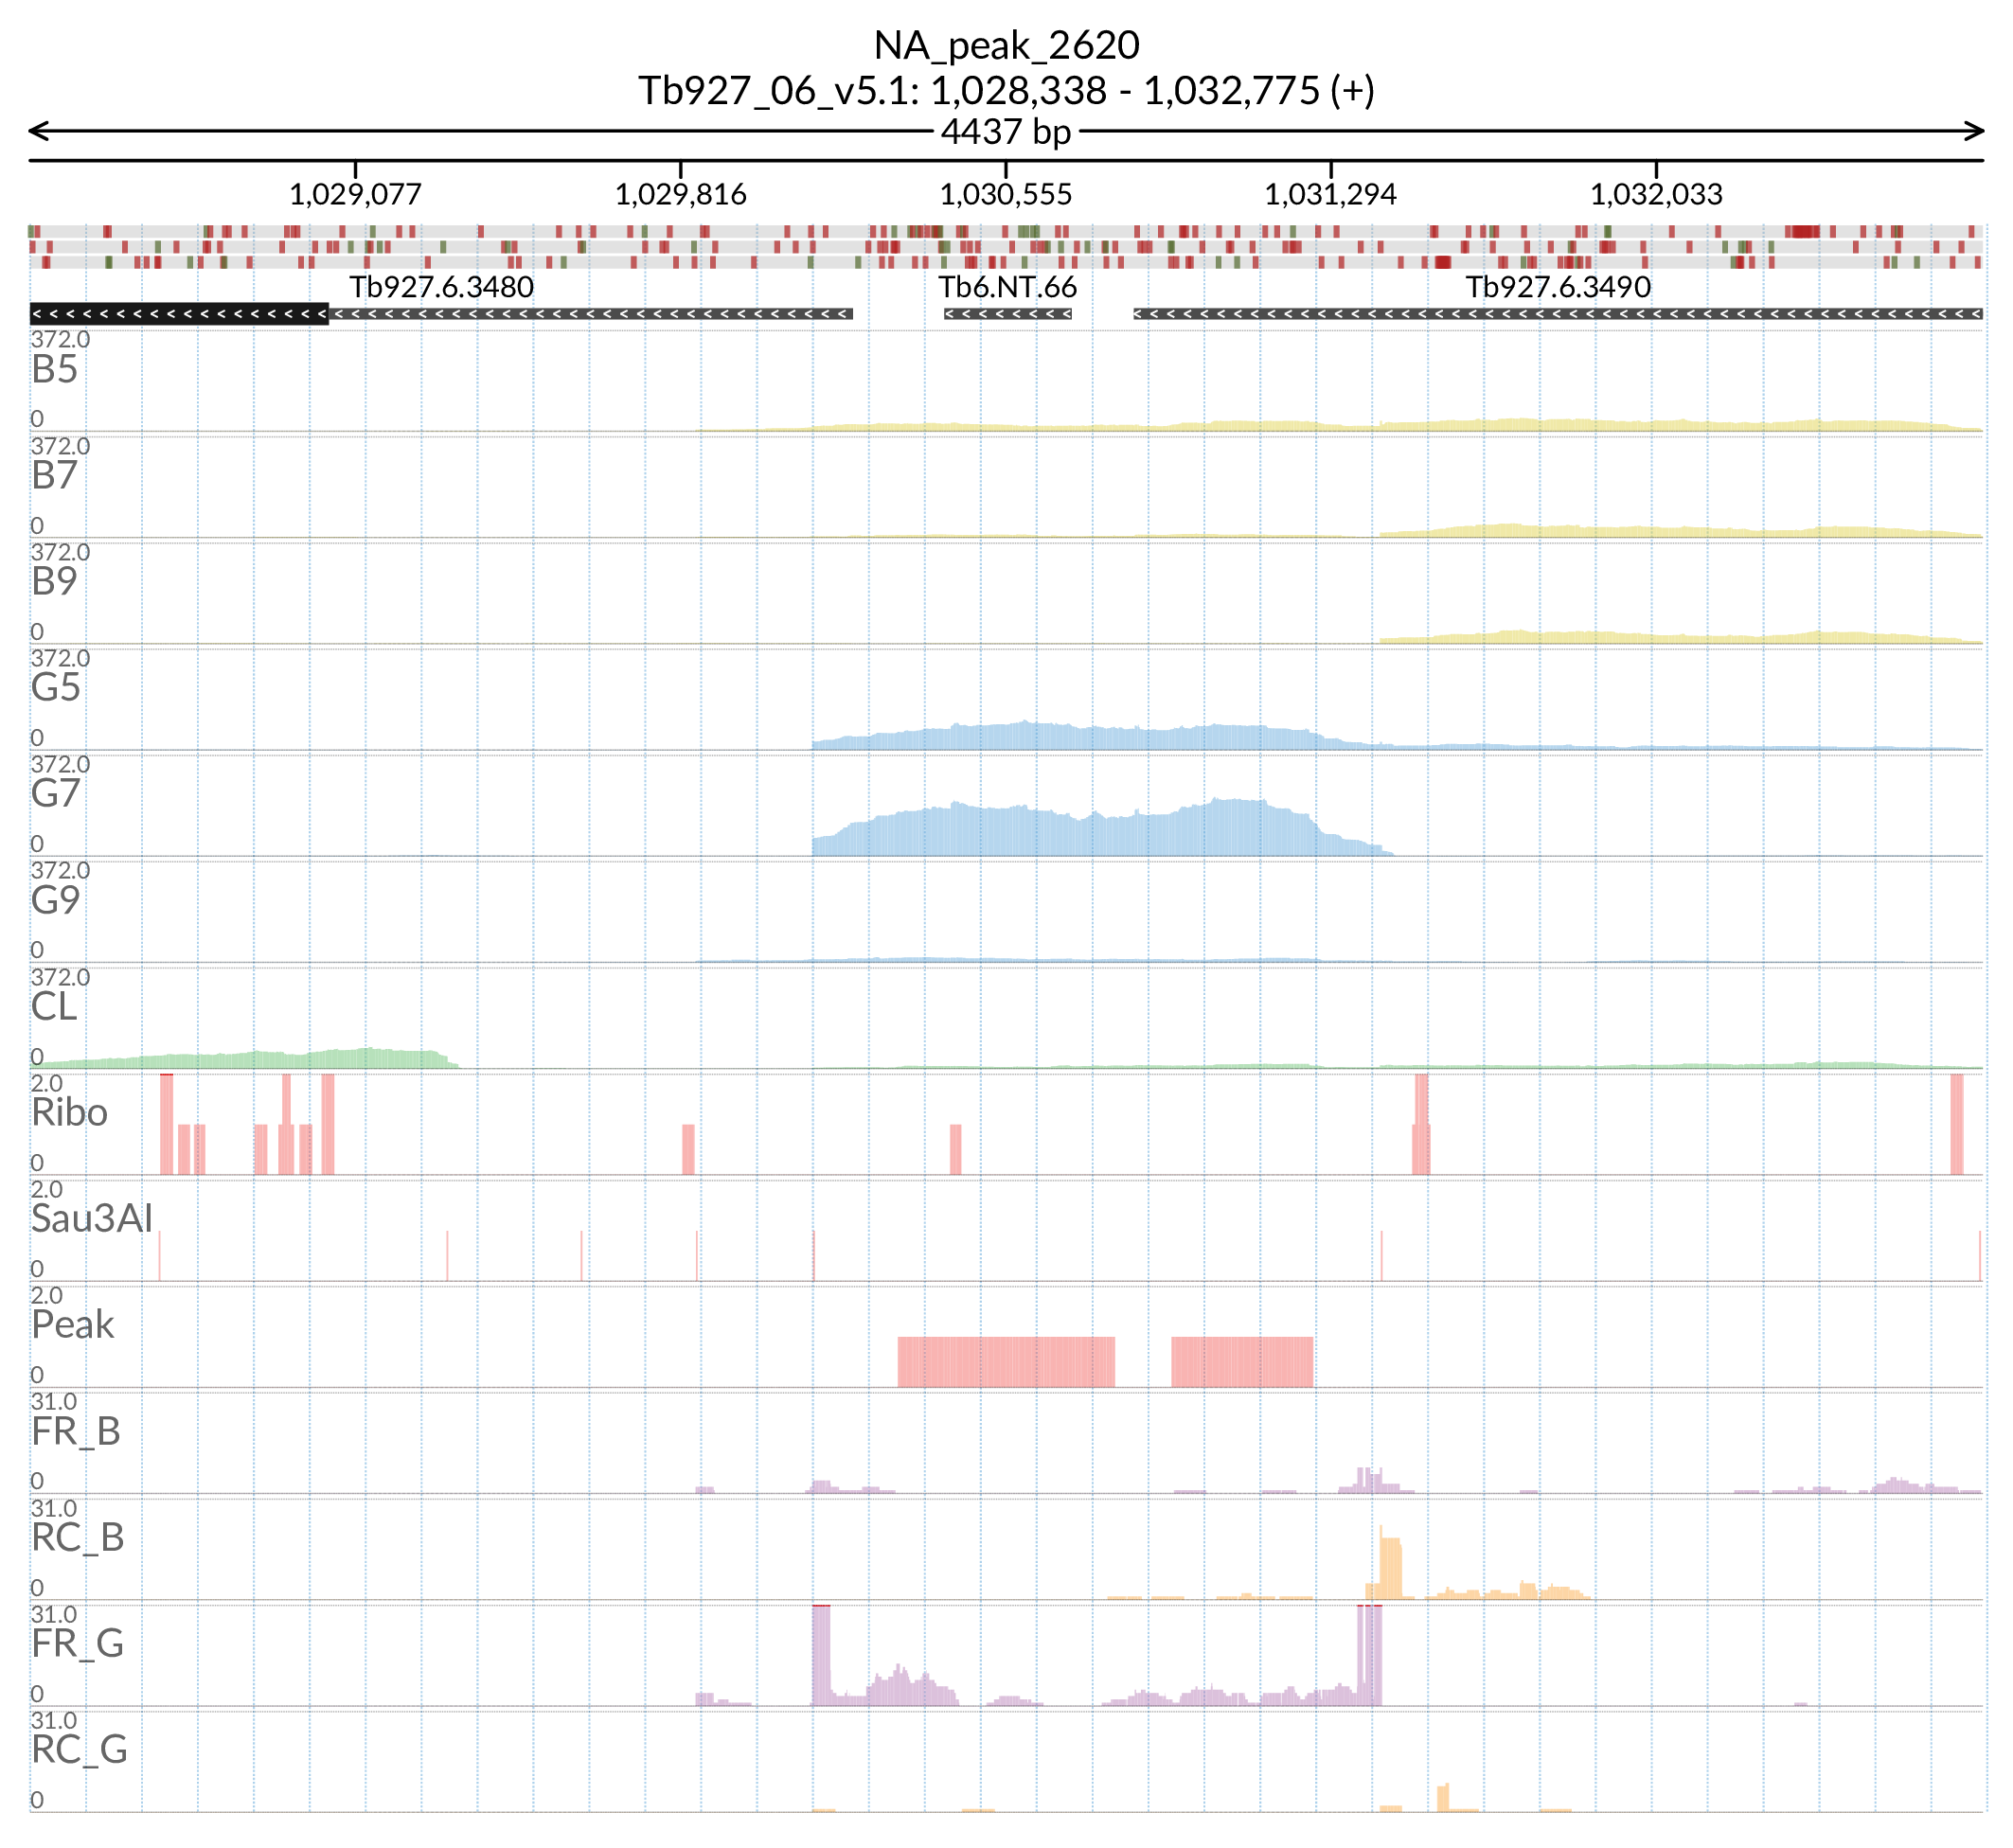 NA_peak_2620
Tb927_06_v5.1: 1,028,338 - 1,032,775 (+)
4437 bp
1,029,077 1,029,816 1,030,555 1,031,294 1,032,033
Tb927.6.3480 Tb6.NT.66 Tb927.6.3490
372.0
B5
0
372.0
B7
0
372.0
B9
0
372.0
G5
0
372.0
G7
0
372.0
G9
0
372.0
CL
0
2.0
Ribo
0
2.0
Sau3AI
0
2.0
Peak
0
31.0
FR_B
0
31.0
RC_B
0
31.0
FR_G
0
31.0
RC_G
0